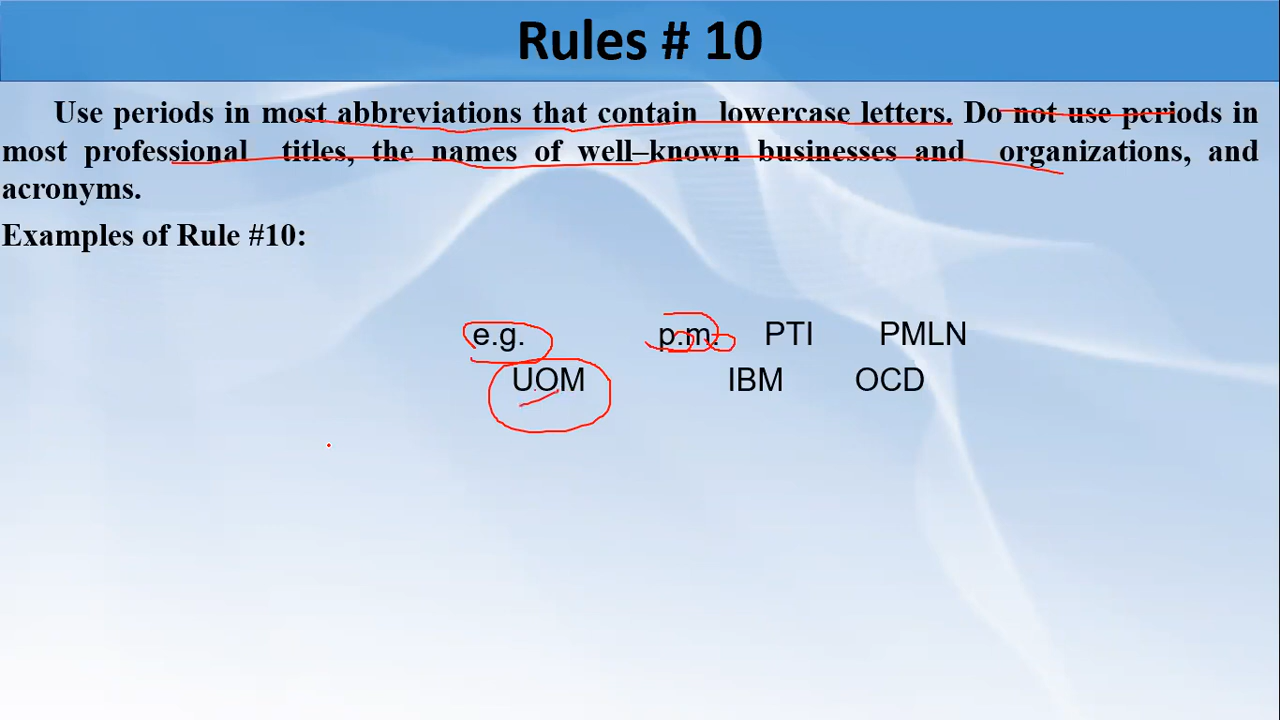 Rules # 10
Use periods in most abbreviations that contain lowercase letters. Do not use periods in
most professional titles, the names of well–known businesses and organizations, and
acronyms.
Examples of Rule #10:
e.g. p.m. PTI PMLN
UOM IBM OCD